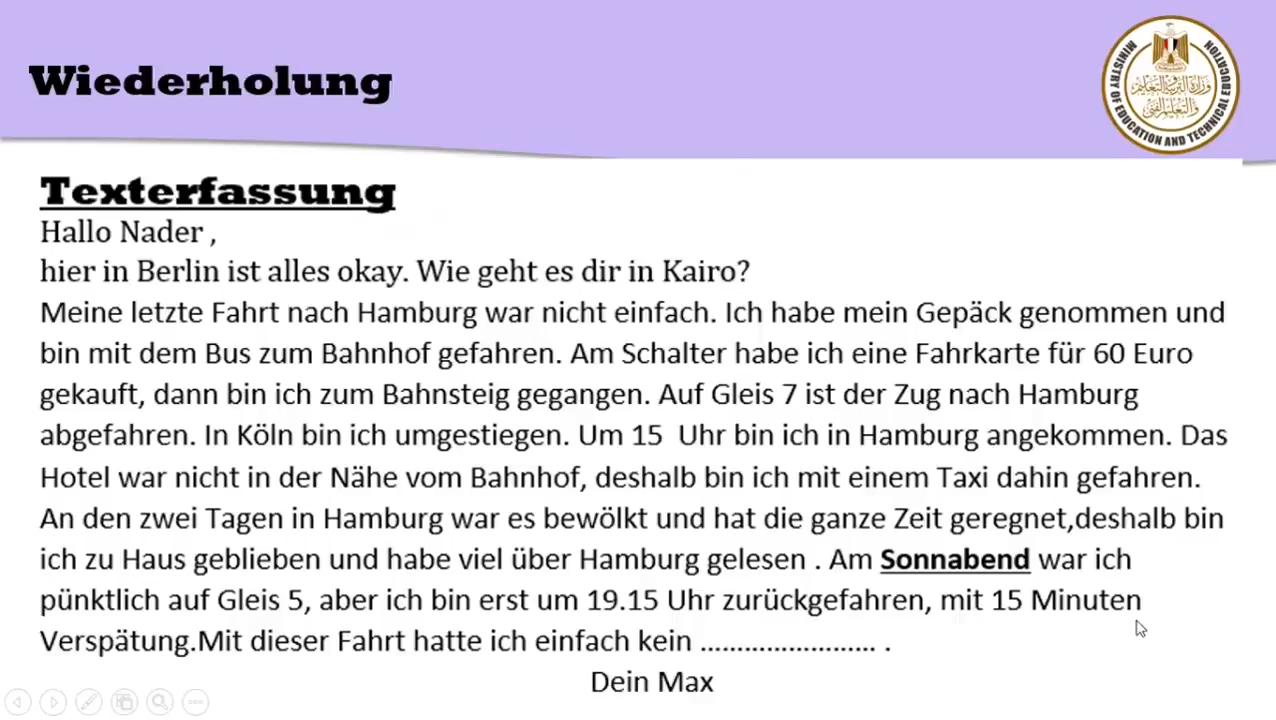 Wiederholung
MINISTRY OF EDUCATION AND TECHNICAL EDUCATION
وزارة التربية والتعليم
والتعليم الفني
Texterfassung
Hallo Nader ,
hier in Berlin ist alles okay. Wie geht es dir in Kairo?
Meine letzte Fahrt nach Hamburg war nicht einfach. Ich habe mein Gepäck genommen und
bin mit dem Bus zum Bahnhof gefahren. Am Schalter habe ich eine Fahrkarte für 60 Euro
gekauft, dann bin ich zum Bahnsteig gegangen. Auf Gleis 7 ist der Zug nach Hamburg
abgefahren. In Köln bin ich umgestiegen. Um 15  Uhr bin ich in Hamburg angekommen. Das
Hotel war nicht in der Nähe vom Bahnhof, deshalb bin ich mit einem Taxi dahin gefahren.
An den zwei Tagen in Hamburg war es bewölkt und hat die ganze Zeit geregnet,deshalb bin
ich zu Haus geblieben und habe viel über Hamburg gelesen . Am Sonnabend war ich
pünktlich auf Gleis 5, aber ich bin erst um 19.15 Uhr zurückgefahren, mit 15 Minuten
Verspätung.Mit dieser Fahrt hatte ich einfach kein ........................ .
Dein Max